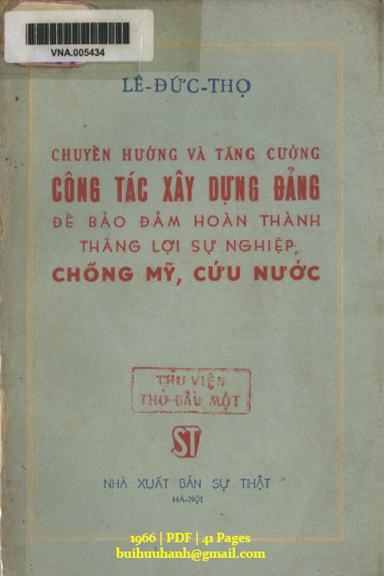 VNA.005434
LÊ-ĐỨC-THỌ
CHUYỂN HƯỚNG VÀ TĂNG CƯỜNG
CÔNG TÁC XÂY DỰNG ĐẢNG
ĐỂ BẢO ĐẢM HOÀN THÀNH
THẮNG LỢI SỰ NGHIỆP
CHỐNG MỸ, CỨU NƯỚC
THƯ VIỆN
THỦ-DẦU MỘT
ST
NHÀ XUẤT BẢN SỰ THẬT
HÀ-NỘI
1966 | PDF | 41 Pages
buihuuhanh@gmail.com